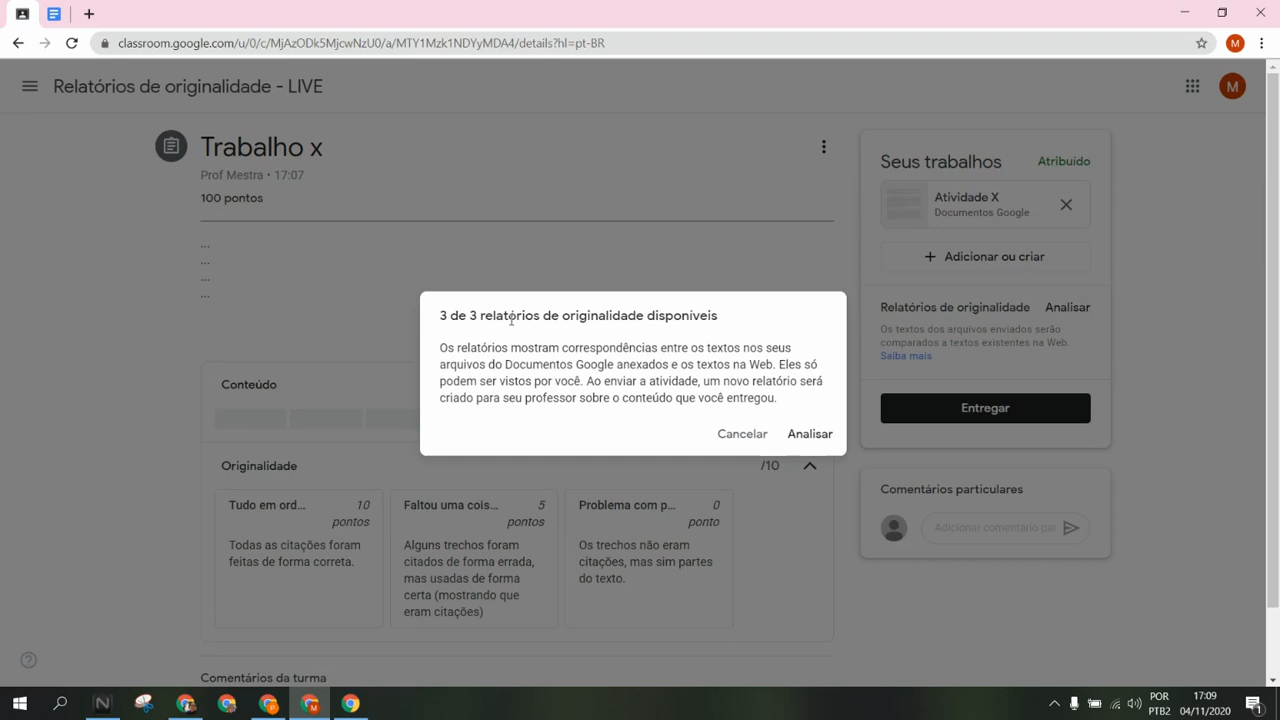 classroom.google.com/u/0/c/MjAzODk5MjcwNzU0/a/MTY1Mzk1NDYyMDA4/details?hl=pt-BR
M
Relatórios de originalidade - LIVE
M
Trabalho x
Prof Mestra • 17:07
100 pontos
...
...
...
...
Seus trabalhos
Atribuído
Atividade X
Documentos Google
+ Adicionar ou criar
Relatórios de originalidade
Analisar
Os textos dos arquivos enviados serão
comparados a textos existentes na Web.
Saiba mais
Entregar
3 de 3 relatórios de originalidade disponíveis
Os relatórios mostram correspondências entre os textos nos seus
arquivos do Documentos Google anexados e os textos na Web. Eles só
podem ser vistos por você. Ao enviar a atividade, um novo relatório será
criado para seu professor sobre o conteúdo que você entregou.
Cancelar
Analisar
Conteúdo
Originalidade
/10
Tudo em ord...
10
pontos
Todas as citações foram
feitas de forma correta.
Faltou uma cois...
5
pontos
Alguns trechos foram
citados de forma errada,
mas usadas de forma
certa (mostrando que
eram citações)
Problema com p...
0
ponto
Os trechos não eram
citações, mas sim partes
do texto.
Comentários particulares
Adicionar comentário par
Comentários da turma
POR
PTB2
17:09
04/11/2020